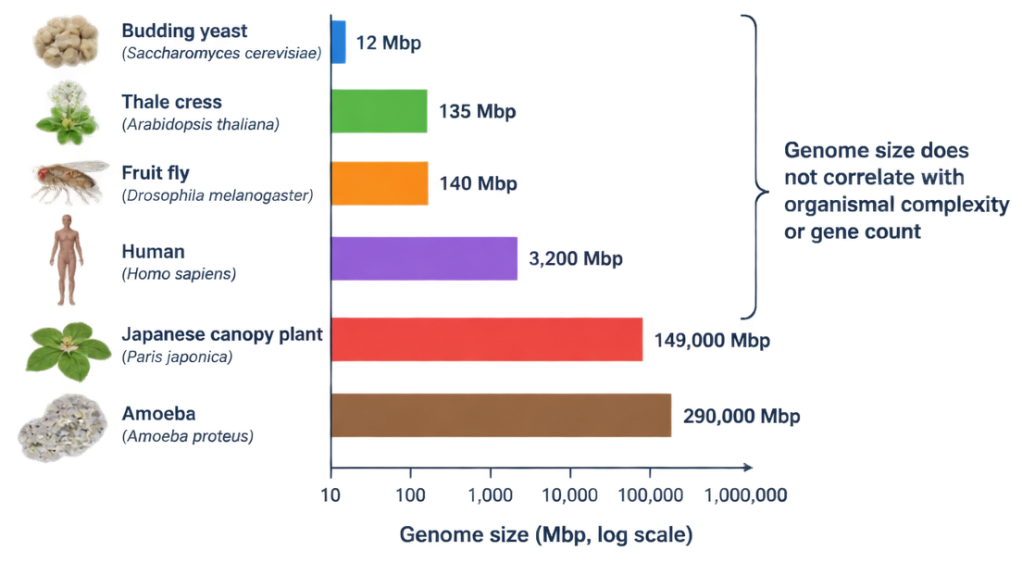 Budding yeast
(Saccharomyces cerevisiae)
12 Mbp
Thale cress
(Arabidopsis thaliana)
135 Mbp
Fruit fly
(Drosophila melanogaster)
140 Mbp
Human
(Homo sapiens)
3,200 Mbp
Japanese canopy plant
(Paris japonica)
149,000 Mbp
Amoeba
(Amoeba proteus)
290,000 Mbp
Genome size does
not correlate with
organismal complexity
or gene count
10 100 1,000 10,000 100,000 1,000,000
Genome size (Mbp, log scale)